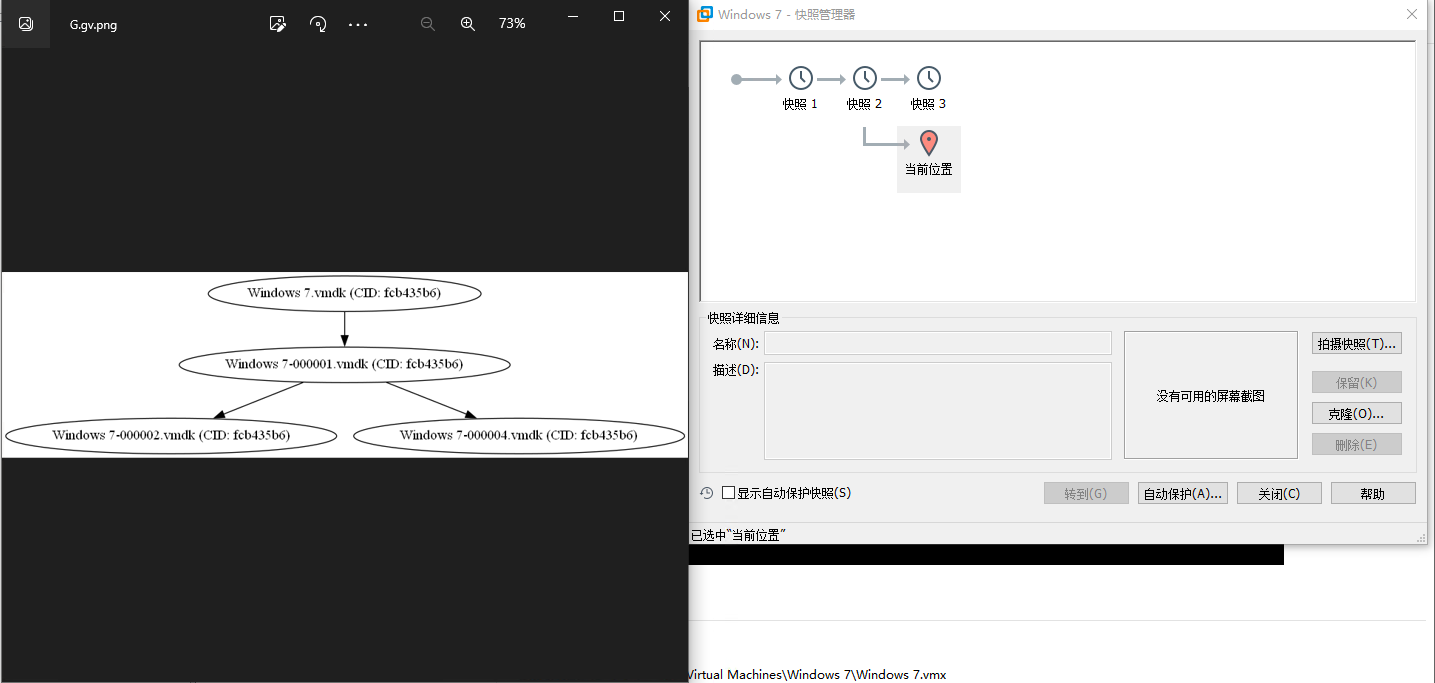 G.gv.png
73%
Windows 7.vmdk (CID: fcb435b6)
Windows 7-000001.vmdk (CID: fcb435b6)
Windows 7-000002.vmdk (CID: fcb435b6)
Windows 7-000004.vmdk (CID: fcb435b6)
Windows 7 - 快照管理器
快照 1
快照 2
快照 3
当前位置
快照详细信息
名称(N):
描述(D):
没有可用的屏幕截图
拍摄快照(T)...
保留(K)
克隆(O)...
删除(E)
显示自动保护快照(S)
转到(G)
自动保护(A)...
关闭(C)
帮助
已选中"当前位置"
Virtual Machines\Windows 7\Windows 7.vmx